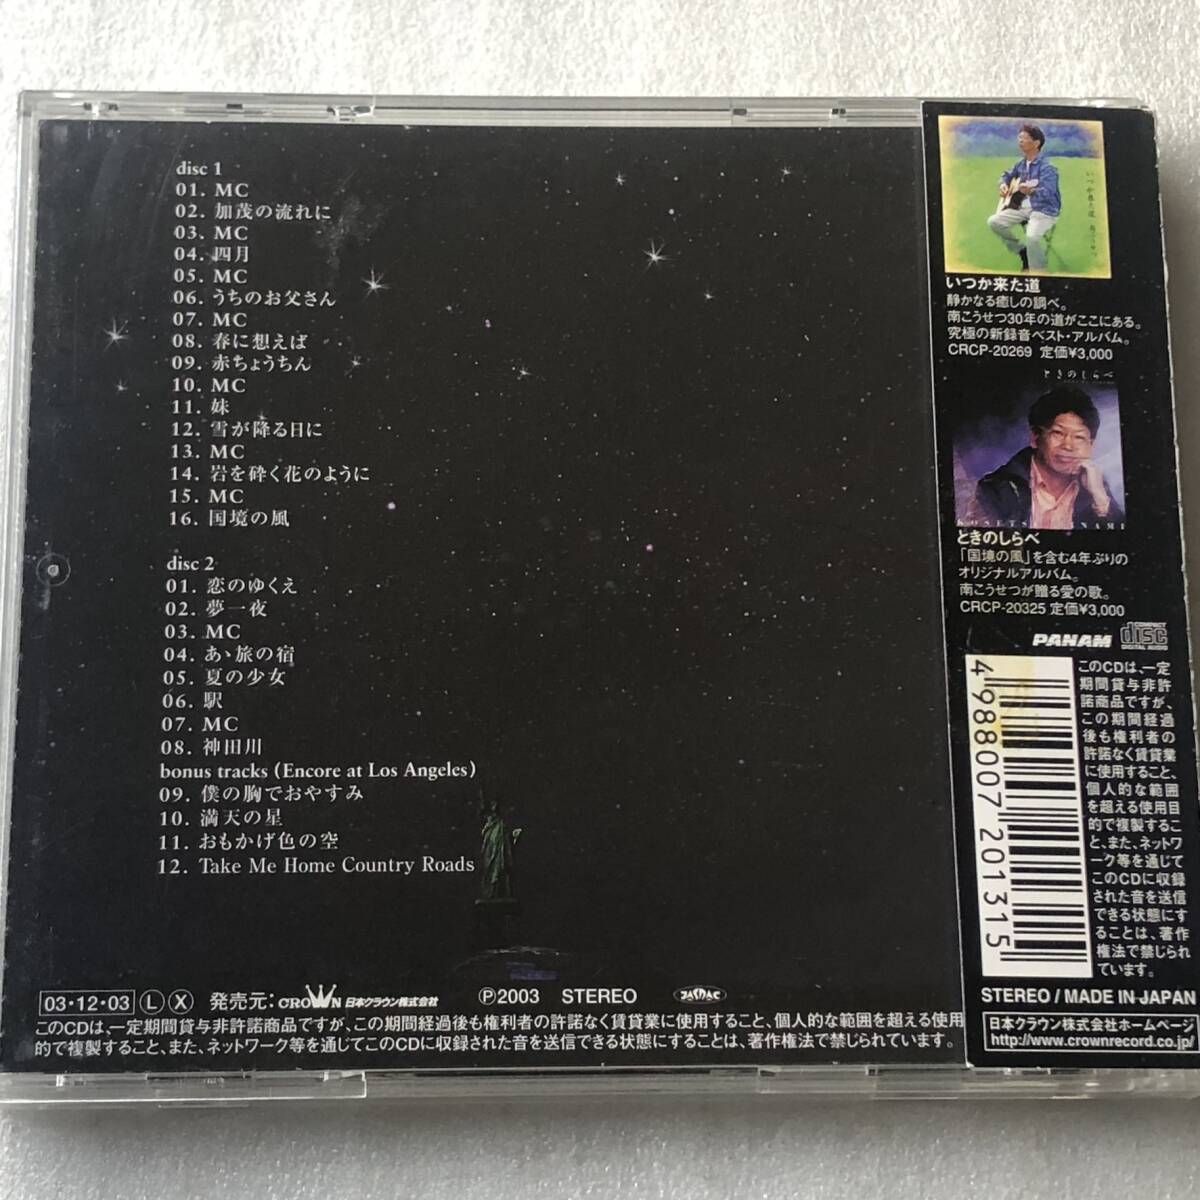 disc 1
01. MC
02. 加茂の流れに
03. MC
04. 四月
05. MC
06. うちのお父さん
07. MC
08. 春に想えば
09. 赤ちょうちん
10. MC
11. 妹
12. 雪が降る日に
13. MC
14. 岩を砕く花のように
15. MC
16. 国境の風
disc 2
01. 恋のゆくえ
02. 夢一夜
03. MC
04. あゝ旅の宿
05. 夏の少女
06. 駅
07. MC
08. 神田川
bonus tracks (Encore at Los Angeles)
09. 僕の胸でおやすみ
10. 満天の星
11. おもかげ色の空
12. Take Me Home Country Roads
03・12・03 L X 発売元: CROWN 日本クラウン株式会社 Ⓟ2003 STEREO JASRAC
このCDは、一定期間貸与非許諾商品ですが、この期間経過後も権利者の許諾なく賃貸業に使用すること、個人的な範囲を超える使用目
的で複製すること、また、ネットワーク等を通じてこのCDに収録された音を送信できる状態にすることは、著作権法で禁じられています。
いつか来た道 南こうせつ
いつか来た道
静かなる癒しの調べ。
南こうせつ30年の道がここにある。
究極の新録音ベスト・アルバム。
CRCP-20269 定価¥3,000
ときのしらべ
ときのしらべ
「国境の風」を含む4年ぶりの
オリジナルアルバム。
南こうせつが贈る愛の歌。
CRCP-20325 定価¥3,000
PANAM COMPACT disc DIGITAL AUDIO
4 988007 201315
このCDは、一定
期間貸与非許
諾商品ですが、
この期間経過
後も権利者の
許諾なく賃貸業
に使用すること、
個人的な範囲
を超える使用目
的で複製するこ
と、また、ネットワ
ーク等を通じて
このCDに収録
された音を送信
できる状態にす
ることは、著作
権法で禁じられ
ています。
STEREO / MADE IN JAPAN
日本クラウン株式会社ホームページ
http://www.crownrecord.co.jp/